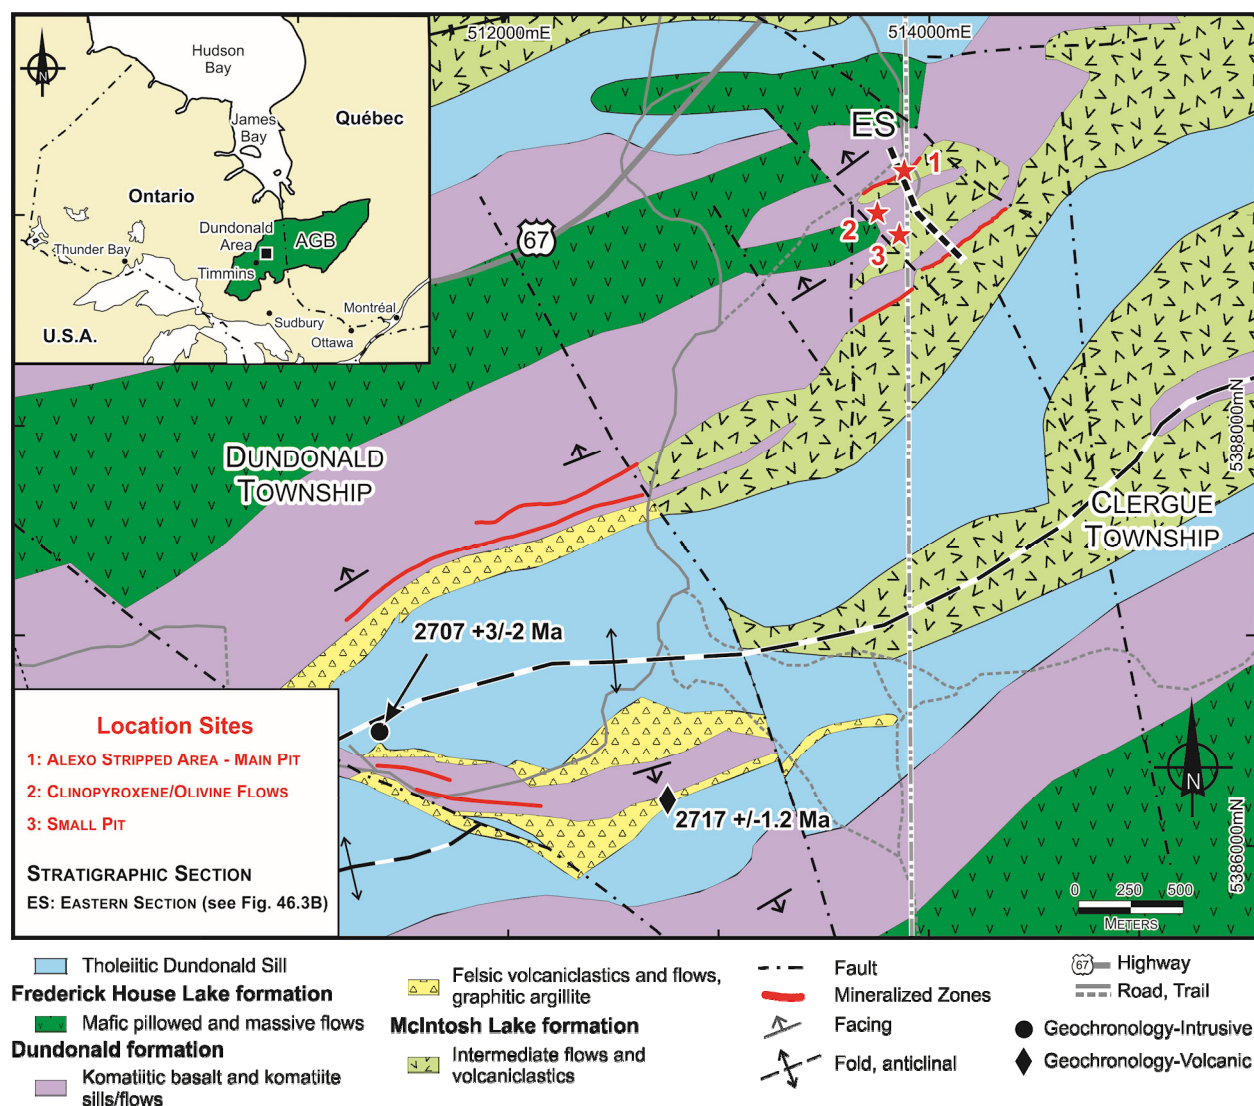 Hudson
Bay
James
Bay
Québec
Ontario
Dundonald
Area
AGB
Thunder Bay
Timmins
Montréal
Sudbury
Ottawa
U.S.A.
N
512000mE
514000mE
ES
1
2
3
67
5388000mN
DUNDONALD
TOWNSHIP
CLERGUE
TOWNSHIP
2707 +3/-2 Ma
2717 +/-1.2 Ma
N
5386000mN
0 250 500
METERS
Location Sites
1: ALEXO STRIPPED AREA - MAIN PIT
2: CLINOPYROXENE/OLIVINE FLOWS
3: SMALL PIT
STRATIGRAPHIC SECTION
ES: EASTERN SECTION (see Fig. 46.3B)
Tholeiitic Dundonald Sill
Frederick House Lake formation
Mafic pillowed and massive flows
Dundonald formation
Komatiitic basalt and komatiite
sills/flows
Felsic volcaniclastics and flows,
graphitic argillite
McIntosh Lake formation
Intermediate flows and
volcaniclastics
Fault
Mineralized Zones
Facing
Fold, anticlinal
67 Highway
Road, Trail
Geochronology-Intrusive
Geochronology-Volcanic